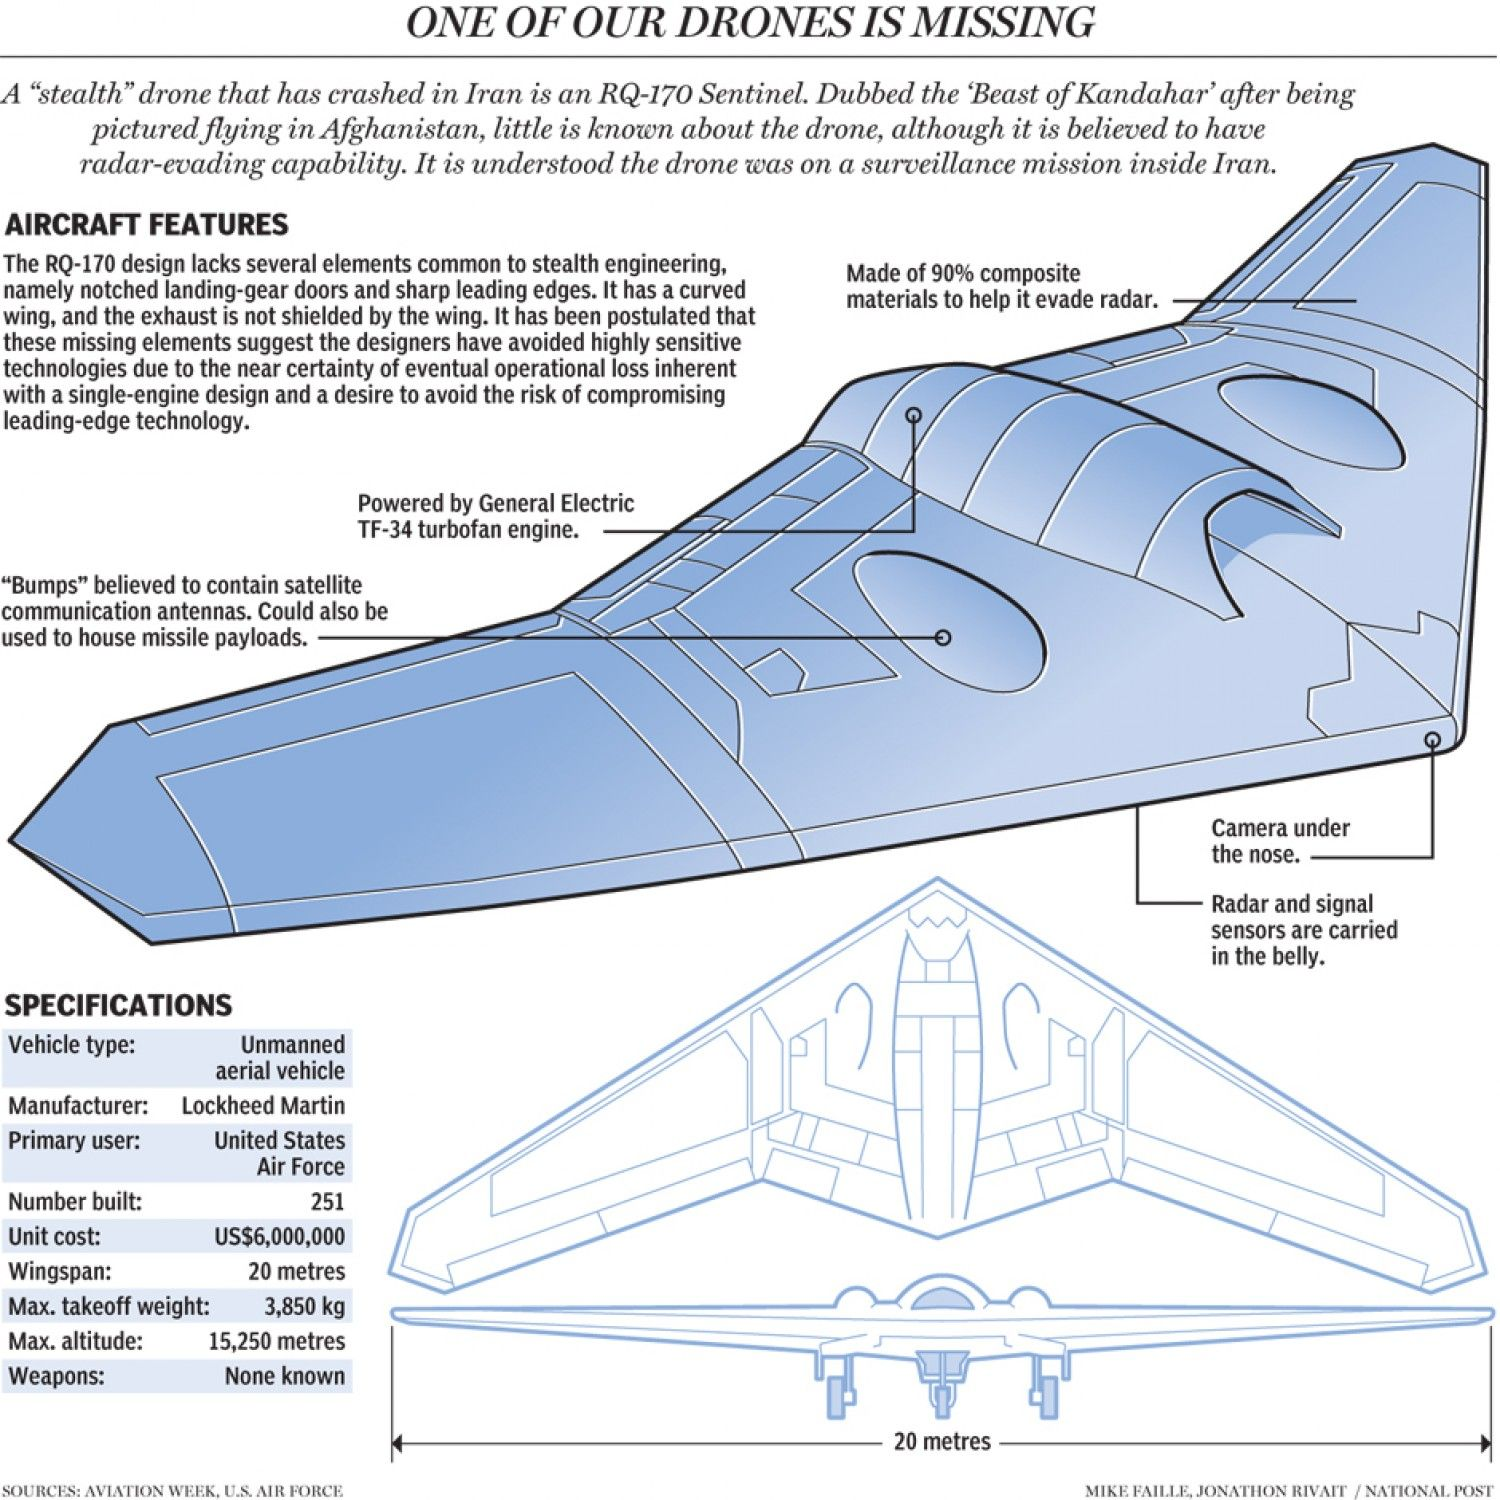 ONE OF OUR DRONES IS MISSING
A “stealth” drone that has crashed in Iran is an RQ-170 Sentinel. Dubbed the ‘Beast of Kandahar’ after being
pictured flying in Afghanistan, little is known about the drone, although it is believed to have
radar-evading capability. It is understood the drone was on a surveillance mission inside Iran.
AIRCRAFT FEATURES
The RQ-170 design lacks several elements common to stealth engineering,
namely notched landing-gear doors and sharp leading edges. It has a curved
wing, and the exhaust is not shielded by the wing. It has been postulated that
these missing elements suggest the designers have avoided highly sensitive
technologies due to the near certainty of eventual operational loss inherent
with a single-engine design and a desire to avoid the risk of compromising
leading-edge technology.
Made of 90% composite
materials to help it evade radar.
Powered by General Electric
TF-34 turbofan engine.
“Bumps” believed to contain satellite
communication antennas. Could also be
used to house missile payloads.
Camera under
the nose.
Radar and signal
sensors are carried
in the belly.
SPECIFICATIONS
Vehicle type: Unmanned
aerial vehicle
Manufacturer: Lockheed Martin
Primary user: United States
Air Force
Number built: 251
Unit cost: US$6,000,000
Wingspan: 20 metres
Max. takeoff weight: 3,850 kg
Max. altitude: 15,250 metres
Weapons: None known
20 metres
SOURCES: AVIATION WEEK, U.S. AIR FORCE
MIKE FAILLE, JONATHON RIVAIT / NATIONAL POST